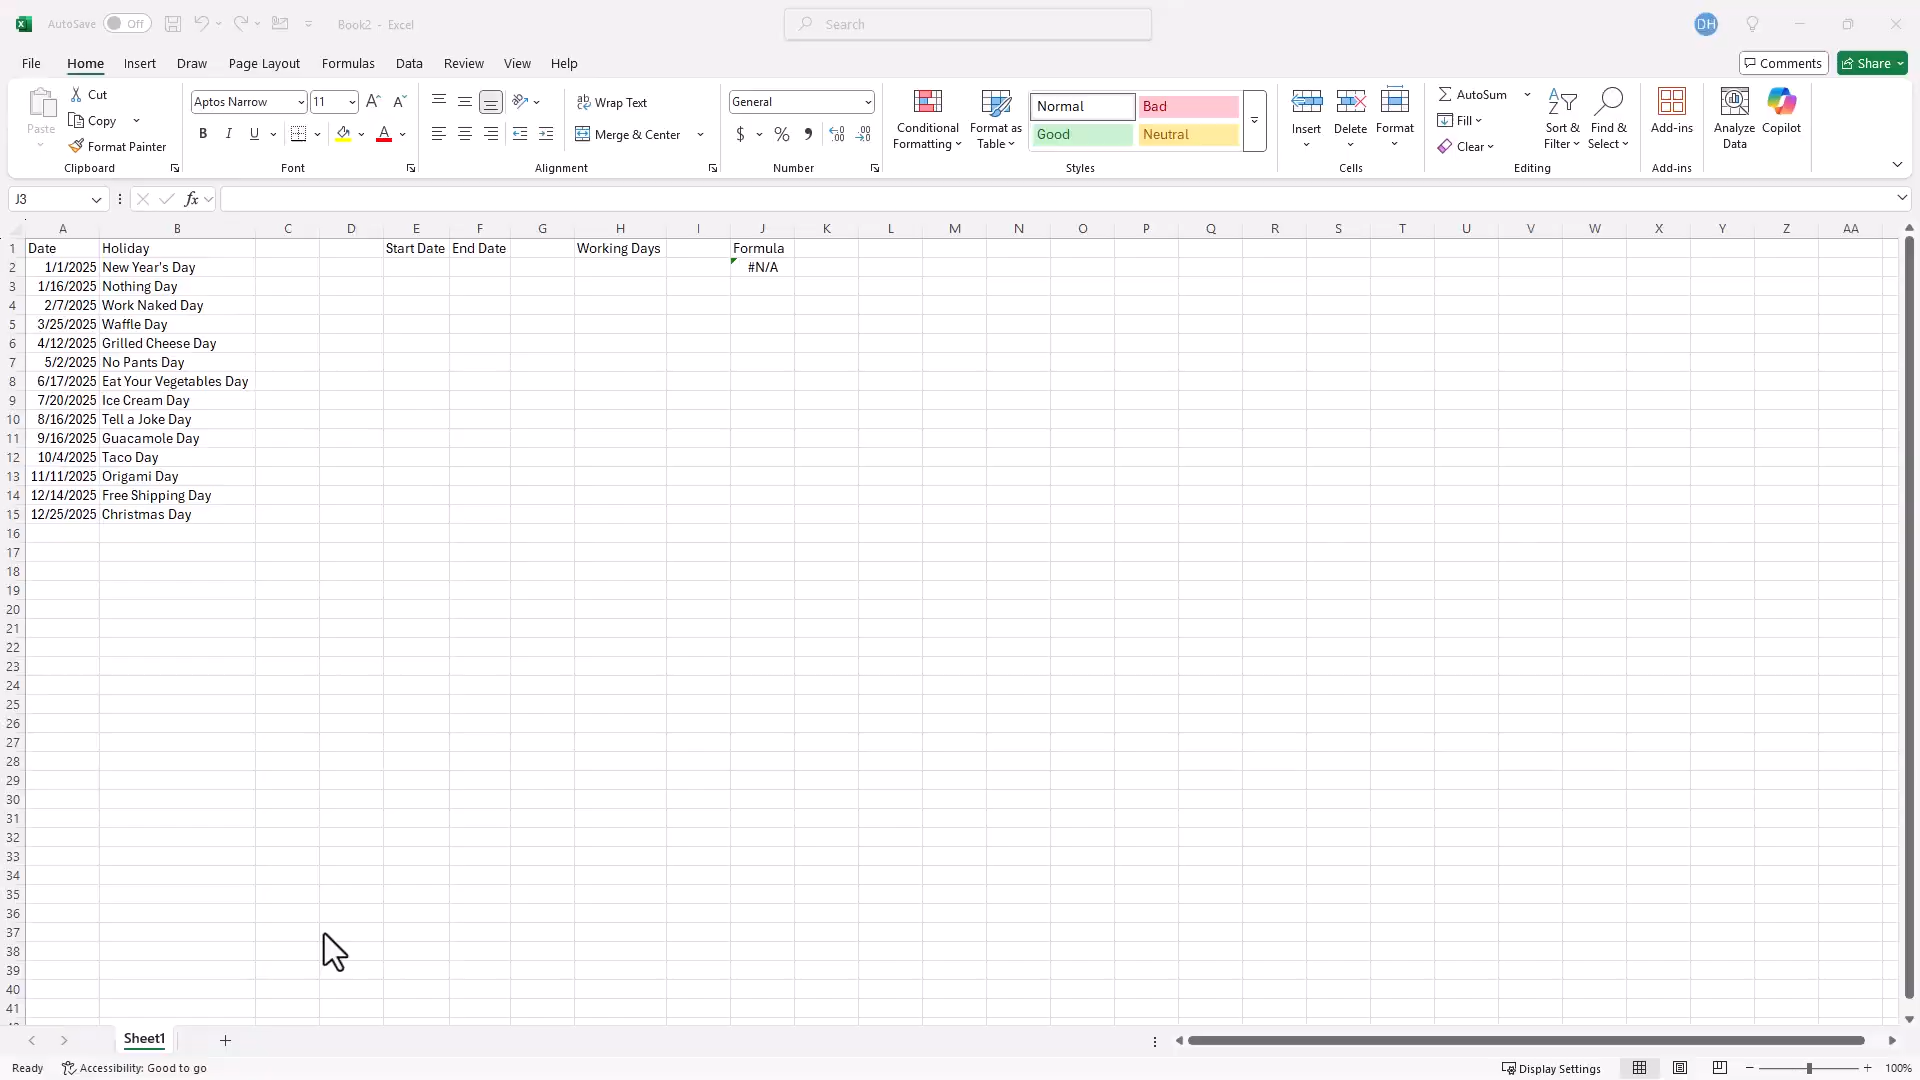 AutoSave Off Book2 - Excel Search DH
File Home Insert Draw Page Layout Formulas Data Review View Help Comments Share
Paste Cut Copy Format Painter Clipboard
Aptos Narrow 11 B I U A Font
Wrap Text Merge & Center Alignment
General $ % Number
Conditional Formatting Format as Table Normal Bad Good Neutral Styles
Insert Delete Format Cells
AutoSum Fill Clear Sort & Filter Find & Select Editing
Add-ins Add-ins
Analyze Data Copilot
J3 fx
A B C D E F G H I J K L M N O P Q R S T U V W X Y Z AA
1 Date Holiday Start Date End Date Working Days Formula
2 1/1/2025 New Year's Day #N/A
3 1/16/2025 Nothing Day
4 2/7/2025 Work Naked Day
5 3/25/2025 Waffle Day
6 4/12/2025 Grilled Cheese Day
7 5/2/2025 No Pants Day
8 6/17/2025 Eat Your Vegetables Day
9 7/20/2025 Ice Cream Day
10 8/16/2025 Tell a Joke Day
11 9/16/2025 Guacamole Day
12 10/4/2025 Taco Day
13 11/11/2025 Origami Day
14 12/14/2025 Free Shipping Day
15 12/25/2025 Christmas Day
16
17
18
19
20
21
22
23
24
25
26
27
28
29
30
31
32
33
34
35
36
37
38
39
40
41
Sheet1
Ready Accessibility: Good to go Display Settings 100%